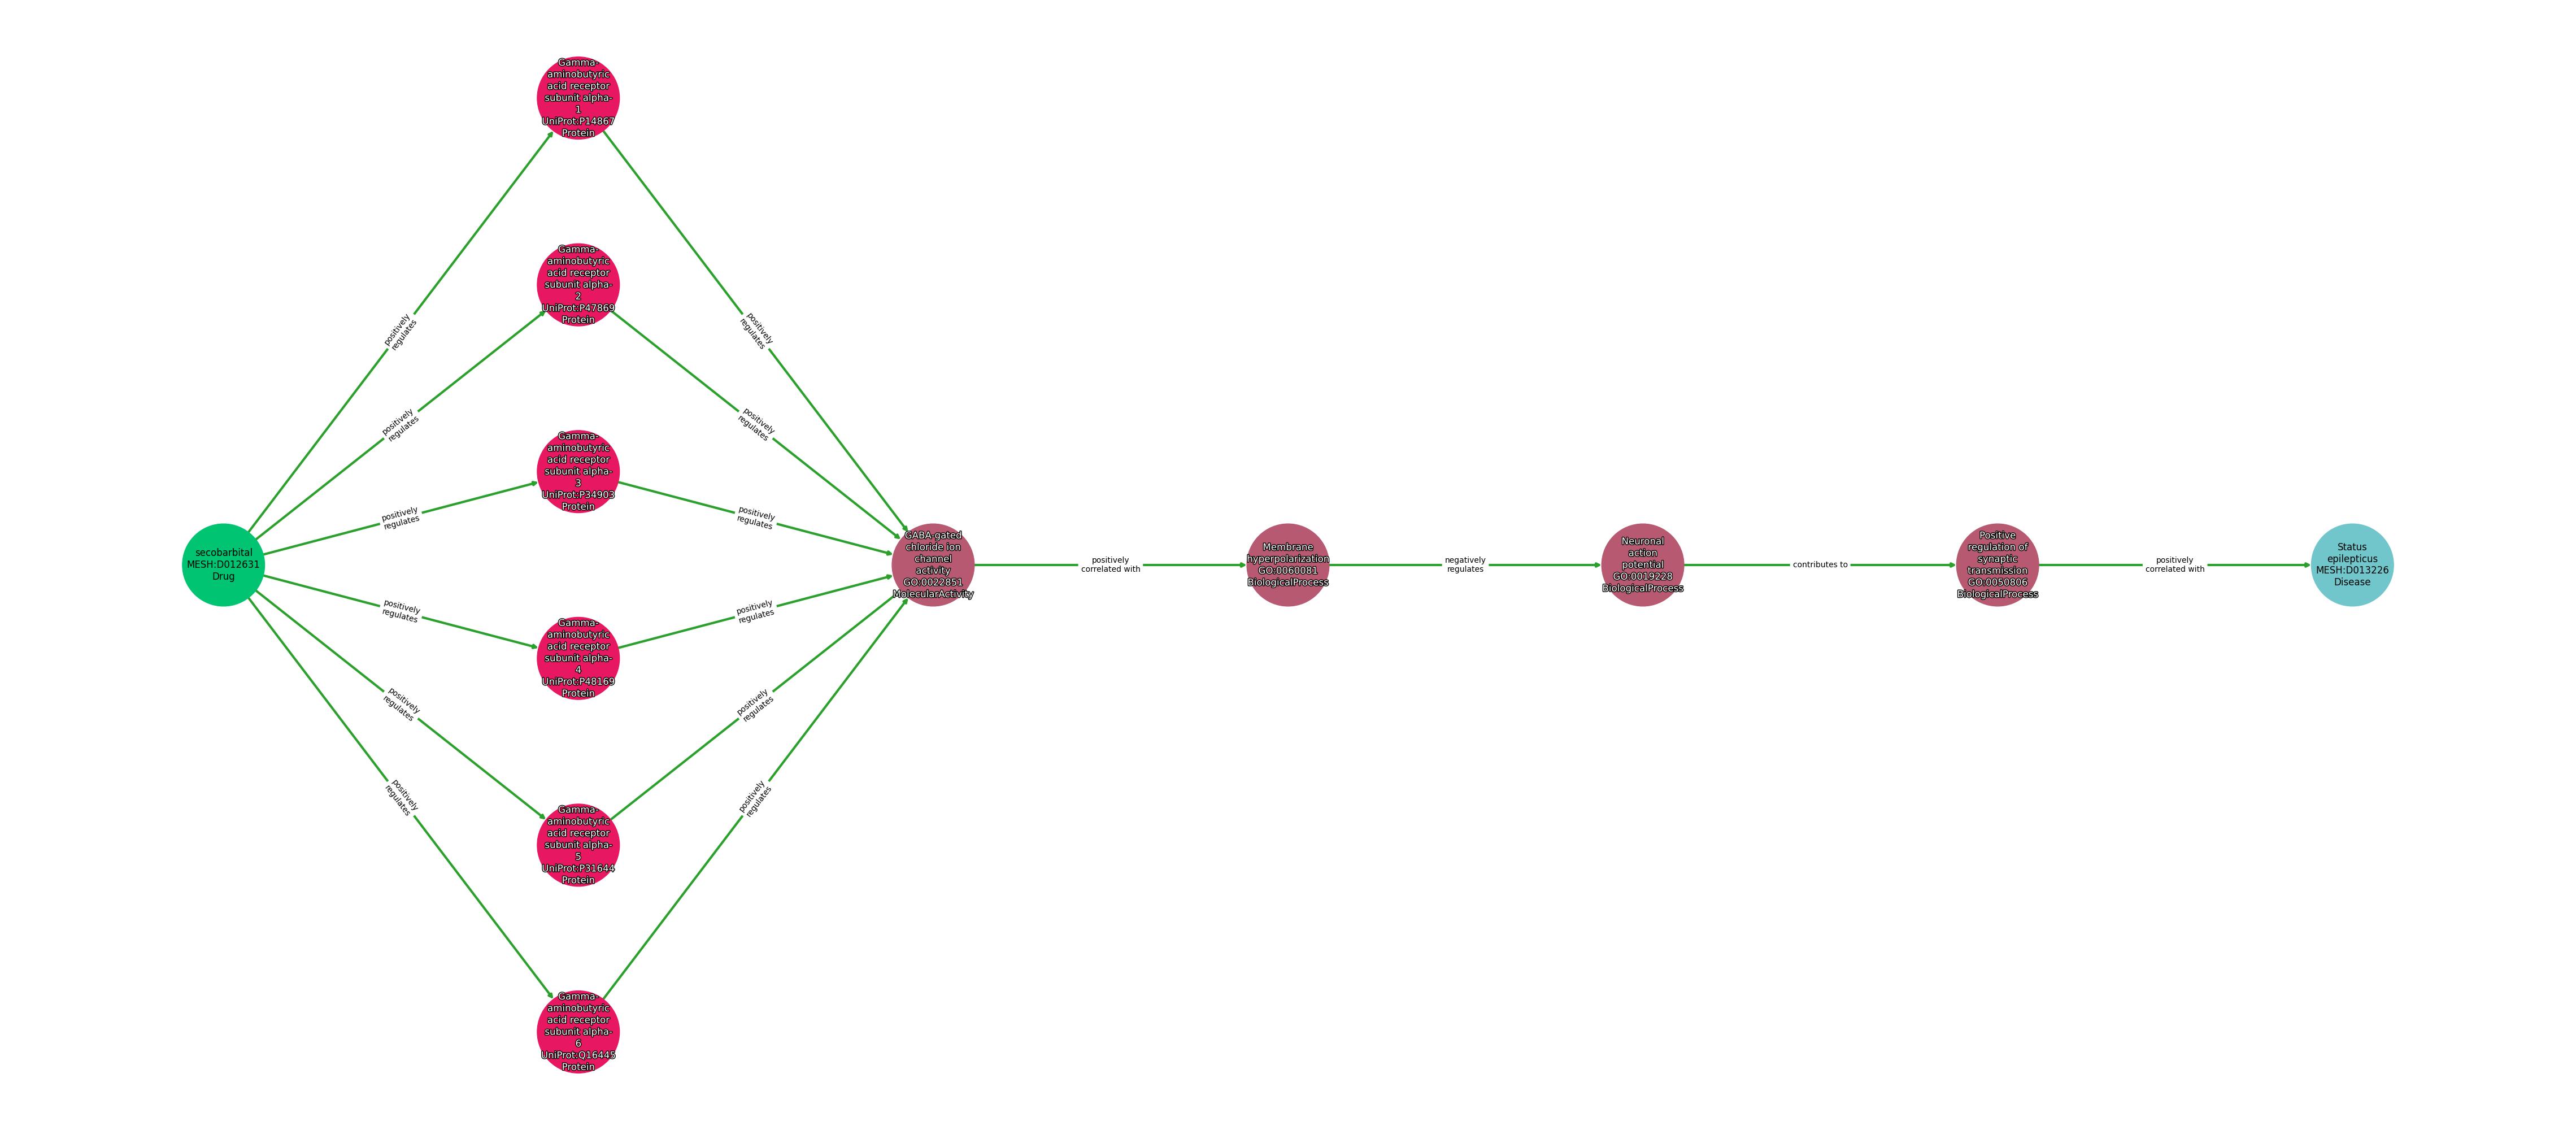 Gamma-
aminobutyric
acid receptor
subunit alpha-
1
UniProt:P14867
Protein
Gamma-
aminobutyric
acid receptor
subunit alpha-
2
UniProt:P47869
Protein
Gamma-
aminobutyric
acid receptor
subunit alpha-
3
UniProt:P34903
Protein
Gamma-
aminobutyric
acid receptor
subunit alpha-
4
UniProt:P48169
Protein
Gamma-
aminobutyric
acid receptor
subunit alpha-
5
UniProt:P31644
Protein
Gamma-
aminobutyric
acid receptor
subunit alpha-
6
UniProt:Q16445
Protein
secobarbital
MESH:D012631
Drug
positively
regulates
positively
regulates
positively
regulates
positively
regulates
positively
regulates
positively
regulates
positively
regulates
positively
regulates
positively
regulates
positively
regulates
positively
regulates
positively
regulates
GABA-gated
chloride ion
channel
activity
GO:0022851
MolecularActivity
positively
correlated with
Membrane
hyperpolarization
GO:0060081
BiologicalProcess
negatively
regulates
Neuronal
action
potential
GO:0019228
BiologicalProcess
contributes to
Positive
regulation of
synaptic
transmission
GO:0050806
BiologicalProcess
positively
correlated with
Status
epilepticus
MESH:D013226
Disease